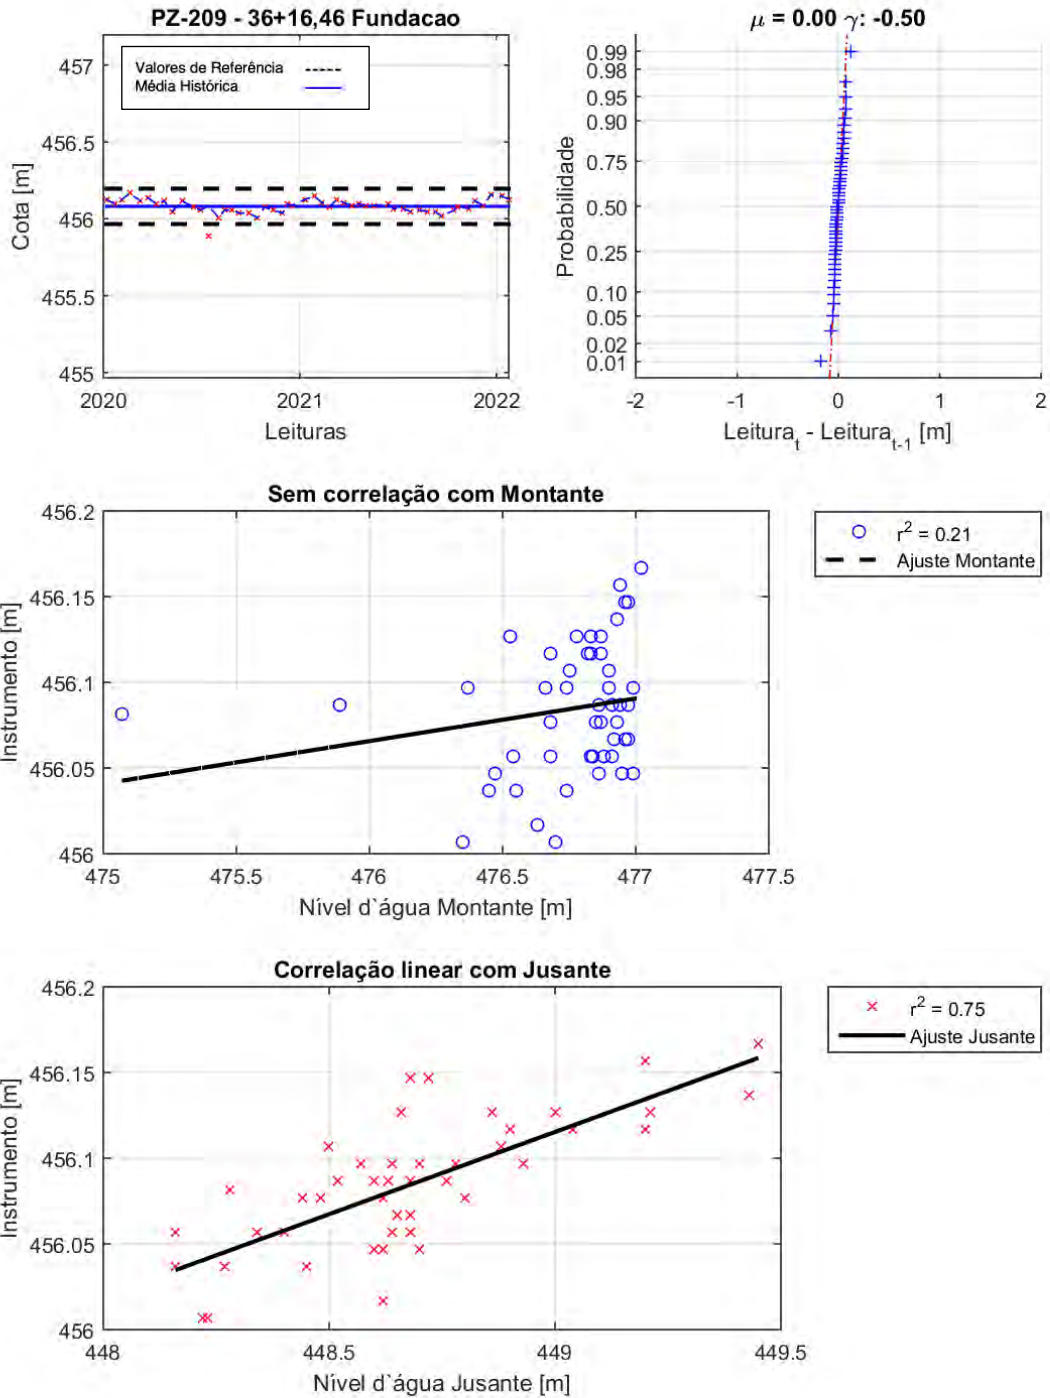 PZ-209 - 36+16,46 Fundacao
Valores de Referência
Média Histórica
457
456.5
456
455.5
455
Cota [m]
2020
2021
2022
Leituras
μ = 0.00 γ: -0.50
0.99
0.98
0.95
0.90
0.75
0.50
0.25
0.10
0.05
0.02
0.01
Probabilidade
-2
-1
0
1
2
Leitura_t - Leitura_t-1 [m]
Sem correlação com Montante
456.2
456.15
456.1
456.05
456
Instrumento [m]
475
475.5
476
476.5
477
477.5
Nível d`água Montante [m]
r² = 0.21
Ajuste Montante
Correlação linear com Jusante
456.2
456.15
456.1
456.05
456
Instrumento [m]
448
448.5
449
449.5
Nível d`água Jusante [m]
r² = 0.75
Ajuste Jusante